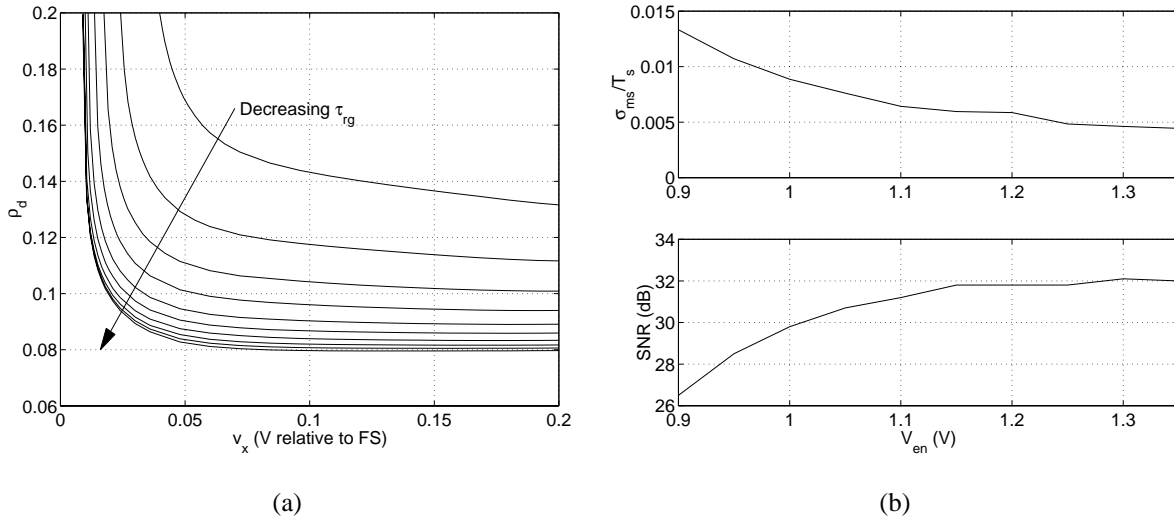 0.2
0.18
0.16
0.14
0.12
0.1
0.08
0.06
ρd
Decreasing τrg
0 0.05 0.1 0.15 0.2
vx (V relative to FS)
(a)
0.015
0.01
0.005
0
σms/Ts
0.9 1 1.1 1.2 1.3
34
32
30
28
26
SNR (dB)
0.9 1 1.1 1.2 1.3
Ven (V)
(b)